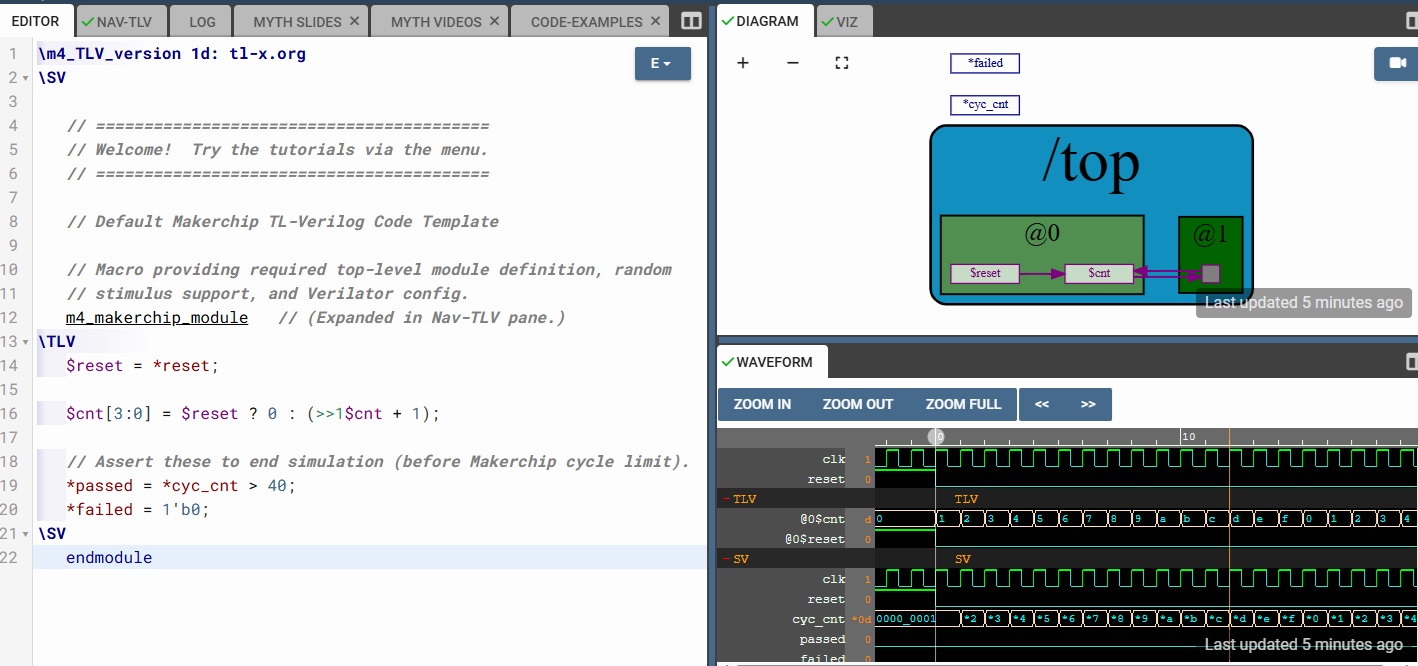 EDITOR NAV-TLV LOG MYTH SLIDES MYTH VIDEOS CODE-EXAMPLES
E
1 \m4_TLV_version 1d: tl-x.org
2 \SV
3
4 // =========================================
5 // Welcome!  Try the tutorials via the menu.
6 // =========================================
7
8 // Default Makerchip TL-Verilog Code Template
9
10 // Macro providing required top-level module definition, random
11 // stimulus support, and Verilator config.
12 m4_makerchip_module   // (Expanded in Nav-TLV pane.)
13 \TLV
14 $reset = *reset;
15
16 $cnt[3:0] = $reset ? 0 : (>>1$cnt + 1);
17
18 // Assert these to end simulation (before Makerchip cycle limit).
19 *passed = *cyc_cnt > 40;
20 *failed = 1'b0;
21 \SV
22 endmodule
DIAGRAM VIZ
*failed
*cyc_cnt
/top
@0 @1
$reset $cnt
Last updated 5 minutes ago
WAVEFORM
ZOOM IN ZOOM OUT ZOOM FULL << >>
0 10
clk 1
reset 0
TLV TLV
@0$cnt d 0 1 2 3 4 5 6 7 8 9 a b c d e f 0 1 2 3 4
@0$reset 0
SV SV
clk 1
reset 0
cyc_cnt *0d 0000_0001 *2 *3 *4 *5 *6 *7 *8 *9 *a *b *c *d *e *f *0 *1 *2 *3 *4
passed 0
Last updated 5 minutes ago
failed 0